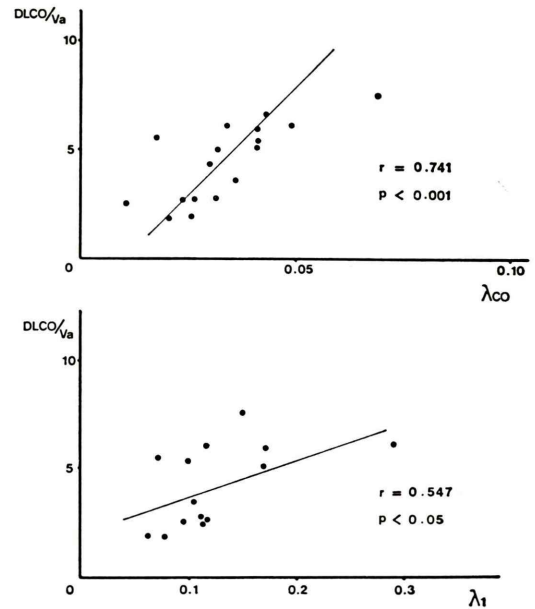 DLCO/Va
10
5
r = 0.741
p < 0.001
0
0.05
0.10
λco
DLCO/Va
10
5
r = 0.547
p < 0.05
0
0.1
0.2
0.3
λ1